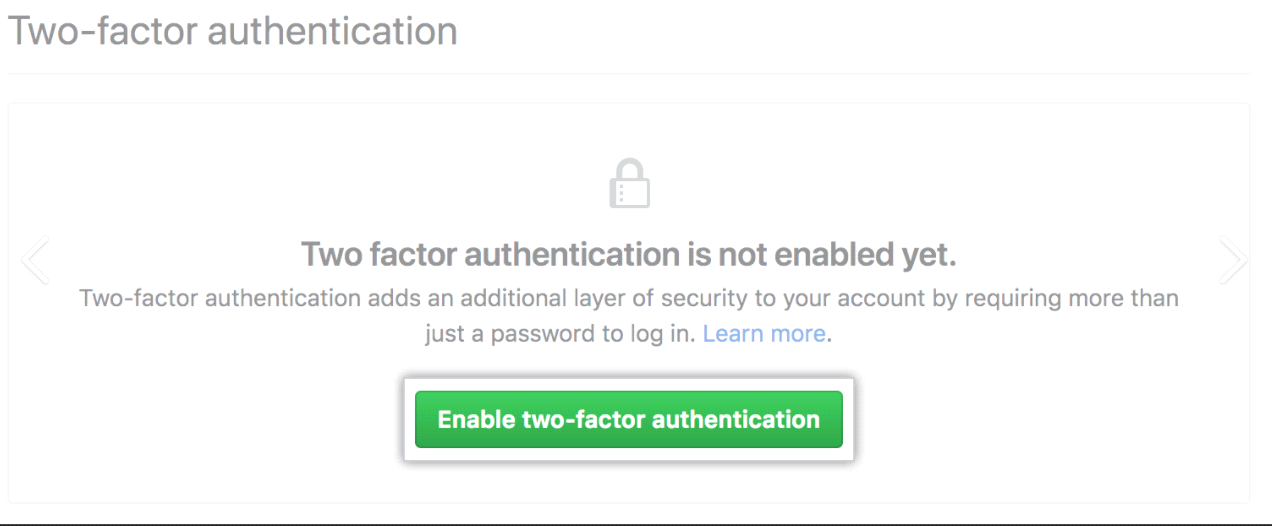 Two-factor authentication
Two factor authentication is not enabled yet.
Two-factor authentication adds an additional layer of security to your account by requiring more than
just a password to log in. Learn more.
Enable two-factor authentication